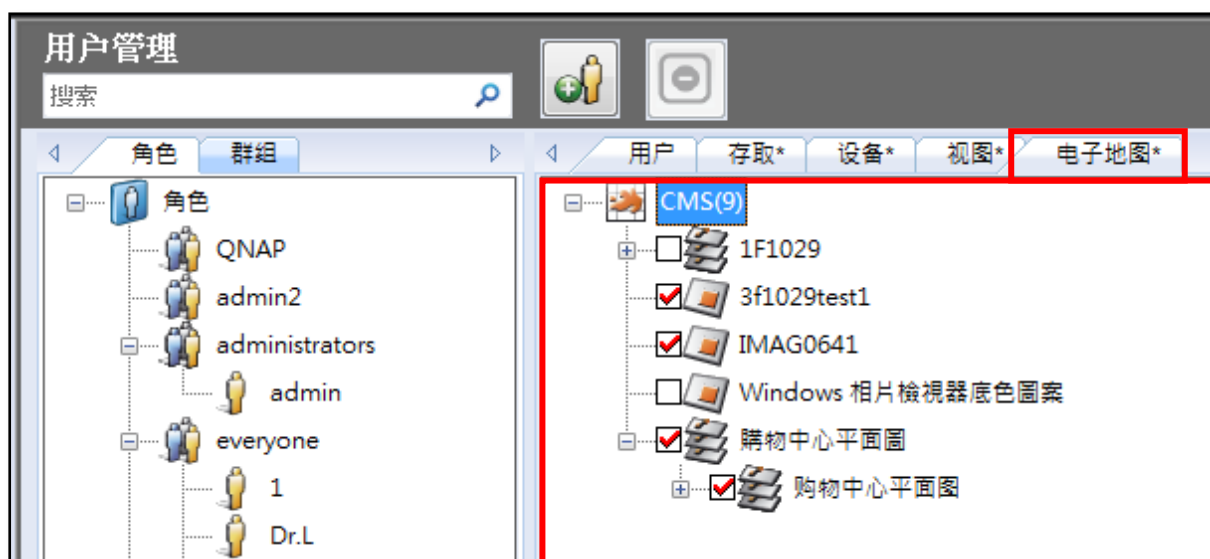 用户管理
搜索
角色 群组
用户 存取* 设备* 视图* 电子地图*
角色
QNAP
admin2
administrators
admin
everyone
1
Dr.L
CMS(9)
1F1029
3f1029test1
IMAG0641
Windows 相片檢視器底色圖案
購物中心平面圖
购物中心平面图